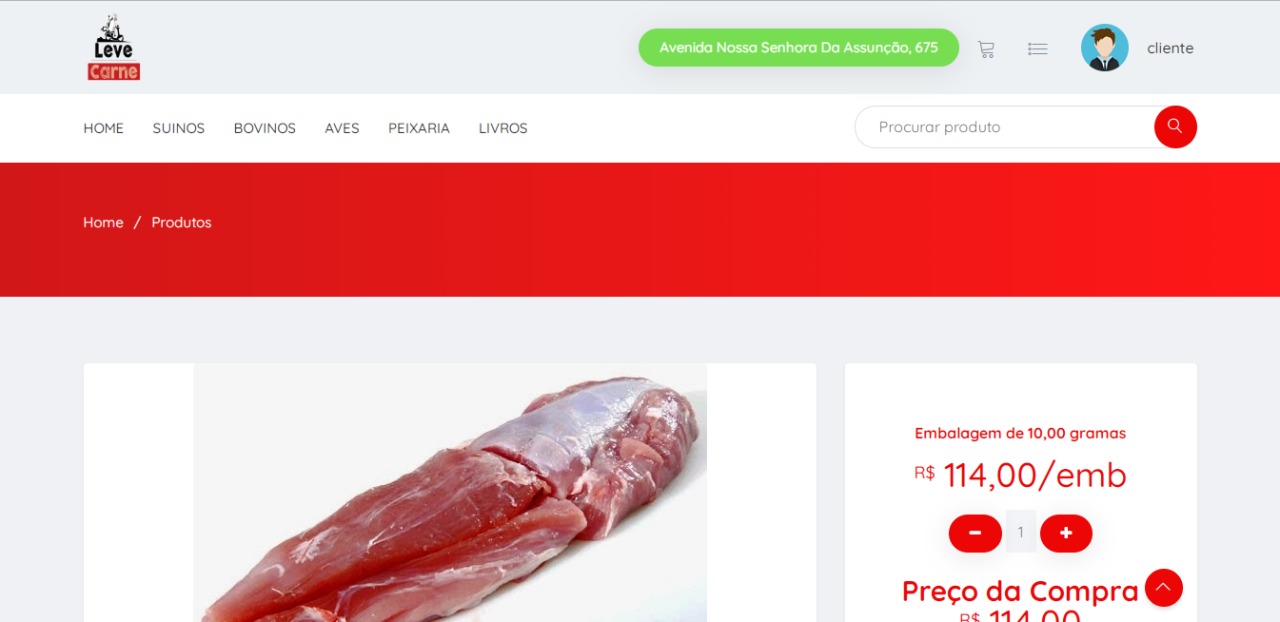 Leve
Carne
Avenida Nossa Senhora Da Assunção, 675
cliente
HOME
SUINOS
BOVINOS
AVES
PEIXARIA
LIVROS
Procurar produto
Home / Produtos
Embalagem de 10,00 gramas
R$ 114,00/emb
1
Preço da Compra
R$ 114,00